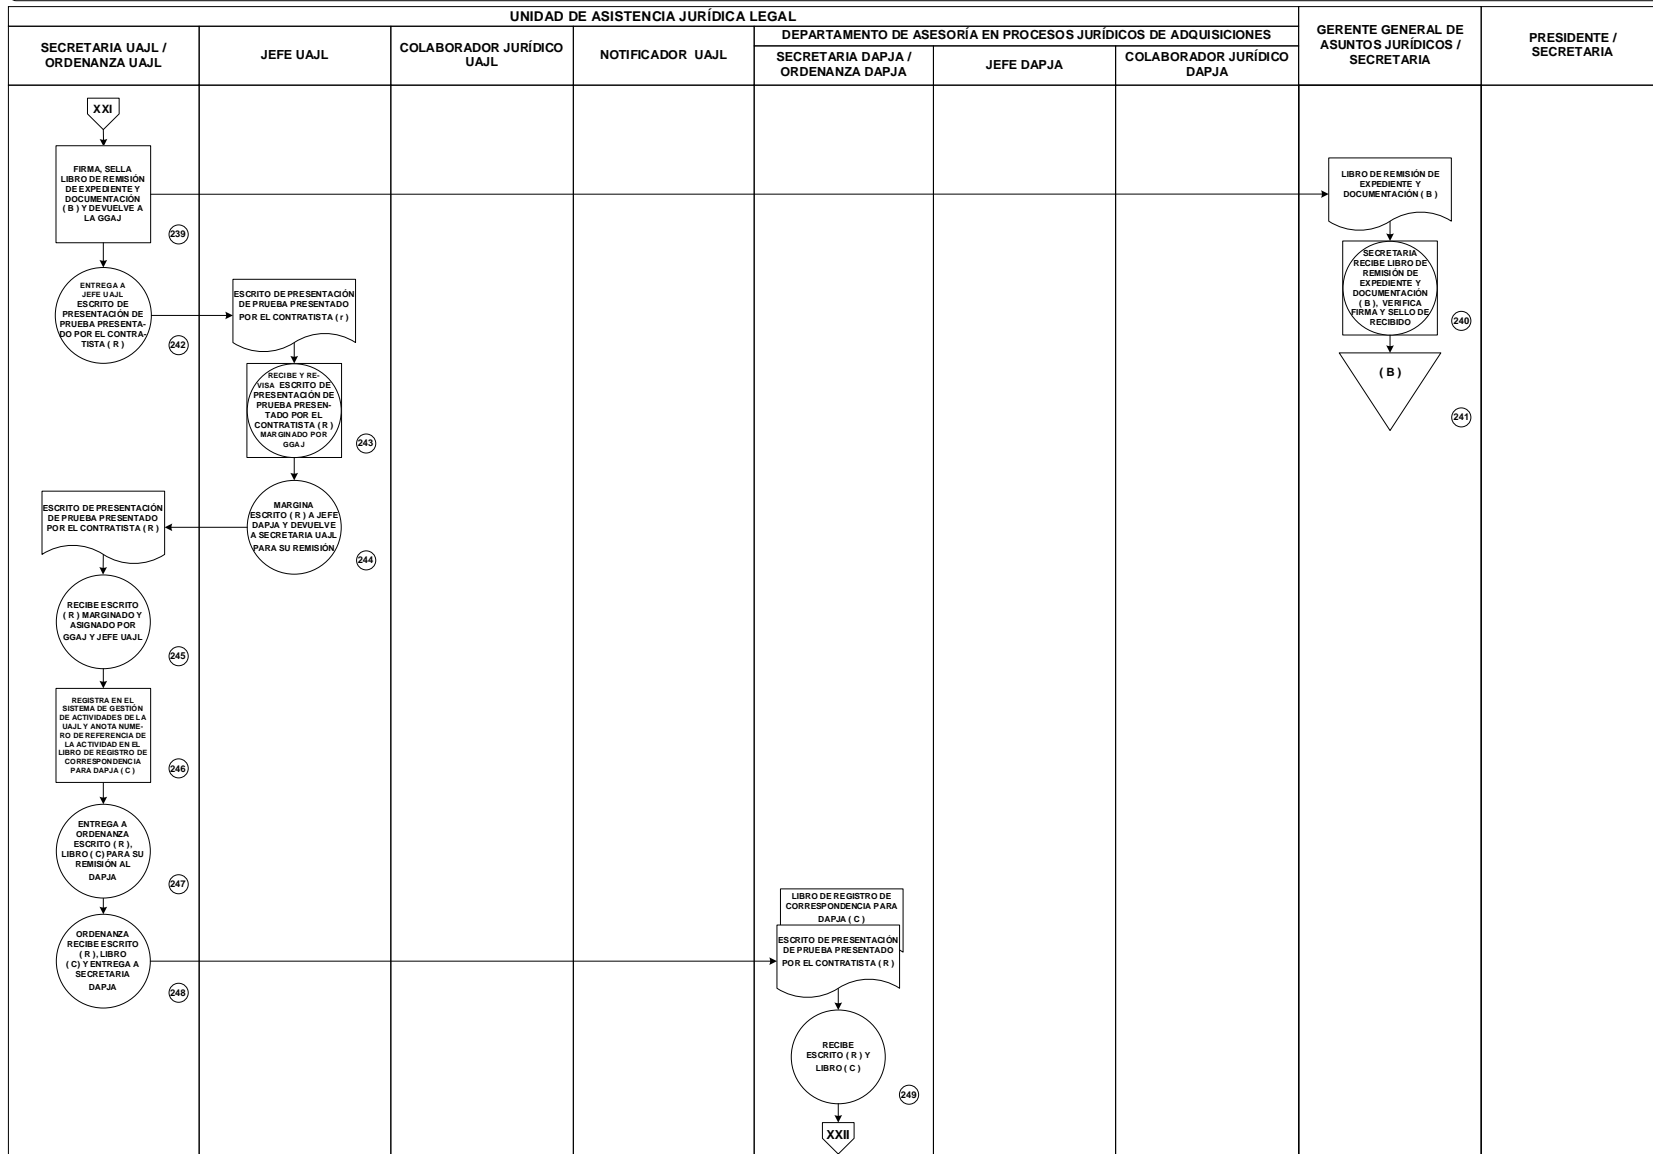 UNIDAD DE ASISTENCIA JURÍDICA LEGAL
SECRETARIA UAJL /
ORDENANZA UAJL
JEFE UAJL
COLABORADOR JURÍDICO
UAJL
NOTIFICADOR UAJL
DEPARTAMENTO DE ASESORÍA EN PROCESOS JURÍDICOS DE ADQUISICIONES
SECRETARIA DAPJA /
ORDENANZA DAPJA
JEFE DAPJA
COLABORADOR JURÍDICO
DAPJA
GERENTE GENERAL DE
ASUNTOS JURÍDICOS /
SECRETARIA
PRESIDENTE /
SECRETARIA
XXI
FIRMA, SELLA
LIBRO DE REMISIÓN
DE EXPEDIENTE Y
DOCUMENTACIÓN
( B ) Y DEVUELVE A
LA GGAJ
239
LIBRO DE REMISIÓN DE
EXPEDIENTE Y
DOCUMENTACIÓN ( B )
SECRETARIA
RECIBE LIBRO DE
REMISIÓN DE
EXPEDIENTE Y
DOCUMENTACIÓN
( B ), VERIFICA
FIRMA Y SELLO DE
RECIBIDO
240
( B )
241
ENTREGA A
JEFE UAJL
ESCRITO DE
PRESENTACIÓN DE
PRUEBA PRESENTA-
DO POR EL CONTRA-
TISTA ( R )
242
ESCRITO DE PRESENTACIÓN
DE PRUEBA PRESENTADO
POR EL CONTRATISTA ( r )
RECIBE Y RE-
VISA ESCRITO DE
PRESENTACIÓN DE
PRUEBA PRESEN-
TADO POR EL
CONTRATISTA ( R )
MARGINADO POR
GGAJ
243
MARGINA
ESCRITO ( R ) A JEFE
DAPJA Y DEVUELVE
A SECRETARIA UAJL
PARA SU REMISIÓN
244
ESCRITO DE PRESENTACIÓN
DE PRUEBA PRESENTADO
POR EL CONTRATISTA ( R )
RECIBE ESCRITO
( R ) MARGINADO Y
ASIGNADO POR
GGAJ Y JEFE UAJL
245
REGISTRA EN EL
SISTEMA DE GESTIÓN
DE ACTIVIDADES DE LA
UAJL Y ANOTA NUME-
RO DE REFERENCIA DE
LA ACTIVIDAD EN EL
LIBRO DE REGISTRO DE
CORRESPONDENCIA
PARA DAPJA ( C )
246
ENTREGA A
ORDENANZA
ESCRITO ( R ),
LIBRO ( C) PARA SU
REMISIÓN AL
DAPJA
247
ORDENANZA
RECIBE ESCRITO
( R ), LIBRO
( C) Y ENTREGA A
SECRETARIA
DAPJA
248
LIBRO DE REGISTRO DE
CORRESPONDENCIA PARA
DAPJA ( C )
ESCRITO DE PRESENTACIÓN
DE PRUEBA PRESENTADO
POR EL CONTRATISTA ( R )
RECIBE
ESCRITO ( R ) Y
LIBRO ( C )
249
XXII